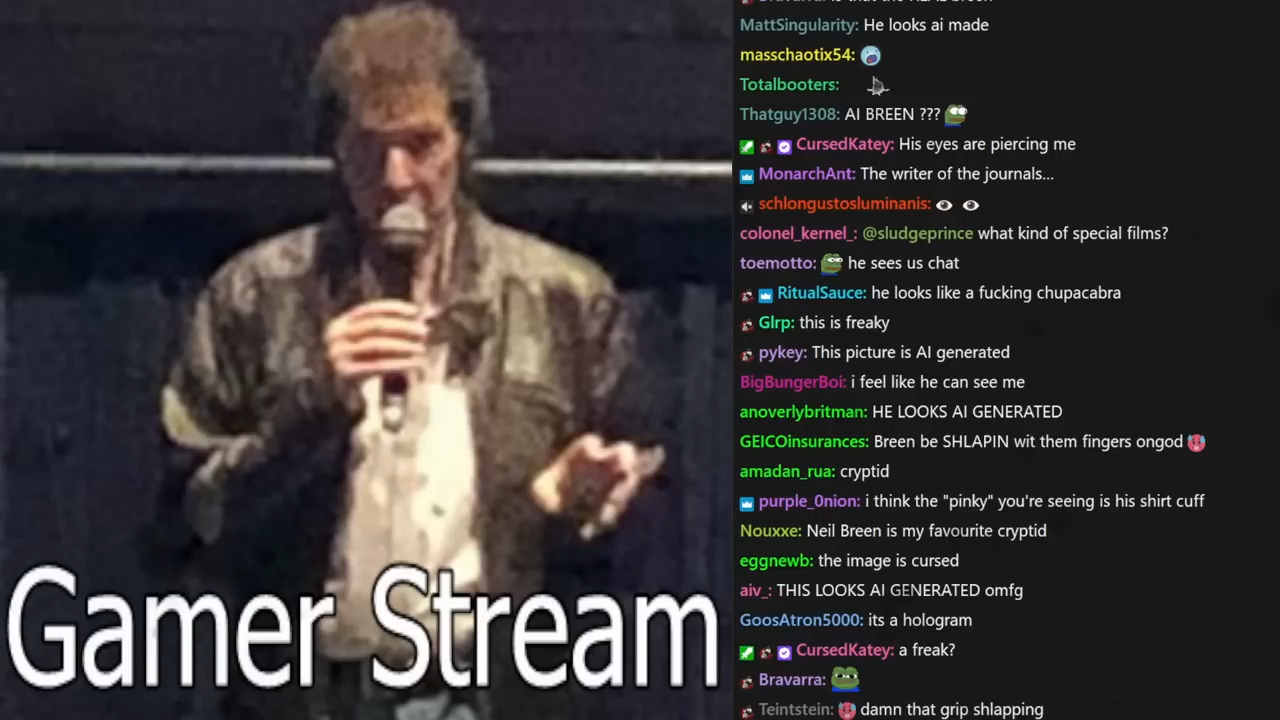 MattSingularity: He looks ai made
masschaotix54:
Totalbooters:
Thatguy1308: AI BREEN ???
CursedKatey: His eyes are piercing me
MonarchAnt: The writer of the journals...
schlongustosluminanis:
colonel_kernel_: @sludgeprince what kind of special films?
toemotto: he sees us chat
RitualSauce: he looks like a fucking chupacabra
Glrp: this is freaky
pykey: This picture is AI generated
BigBungerBoi: i feel like he can see me
anoverlybritman: HE LOOKS AI GENERATED
GEICOinsurances: Breen be SHLAPIN wit them fingers ongod
amadan_rua: cryptid
purple_0nion: i think the "pinky" you're seeing is his shirt cuff
Nouxxe: Neil Breen is my favourite cryptid
eggnewb: the image is cursed
aiv_: THIS LOOKS AI GENERATED omfg
GoosAtron5000: its a hologram
CursedKatey: a freak?
Bravarra:
Teintstein: damn that grip shlapping
Gamer Stream